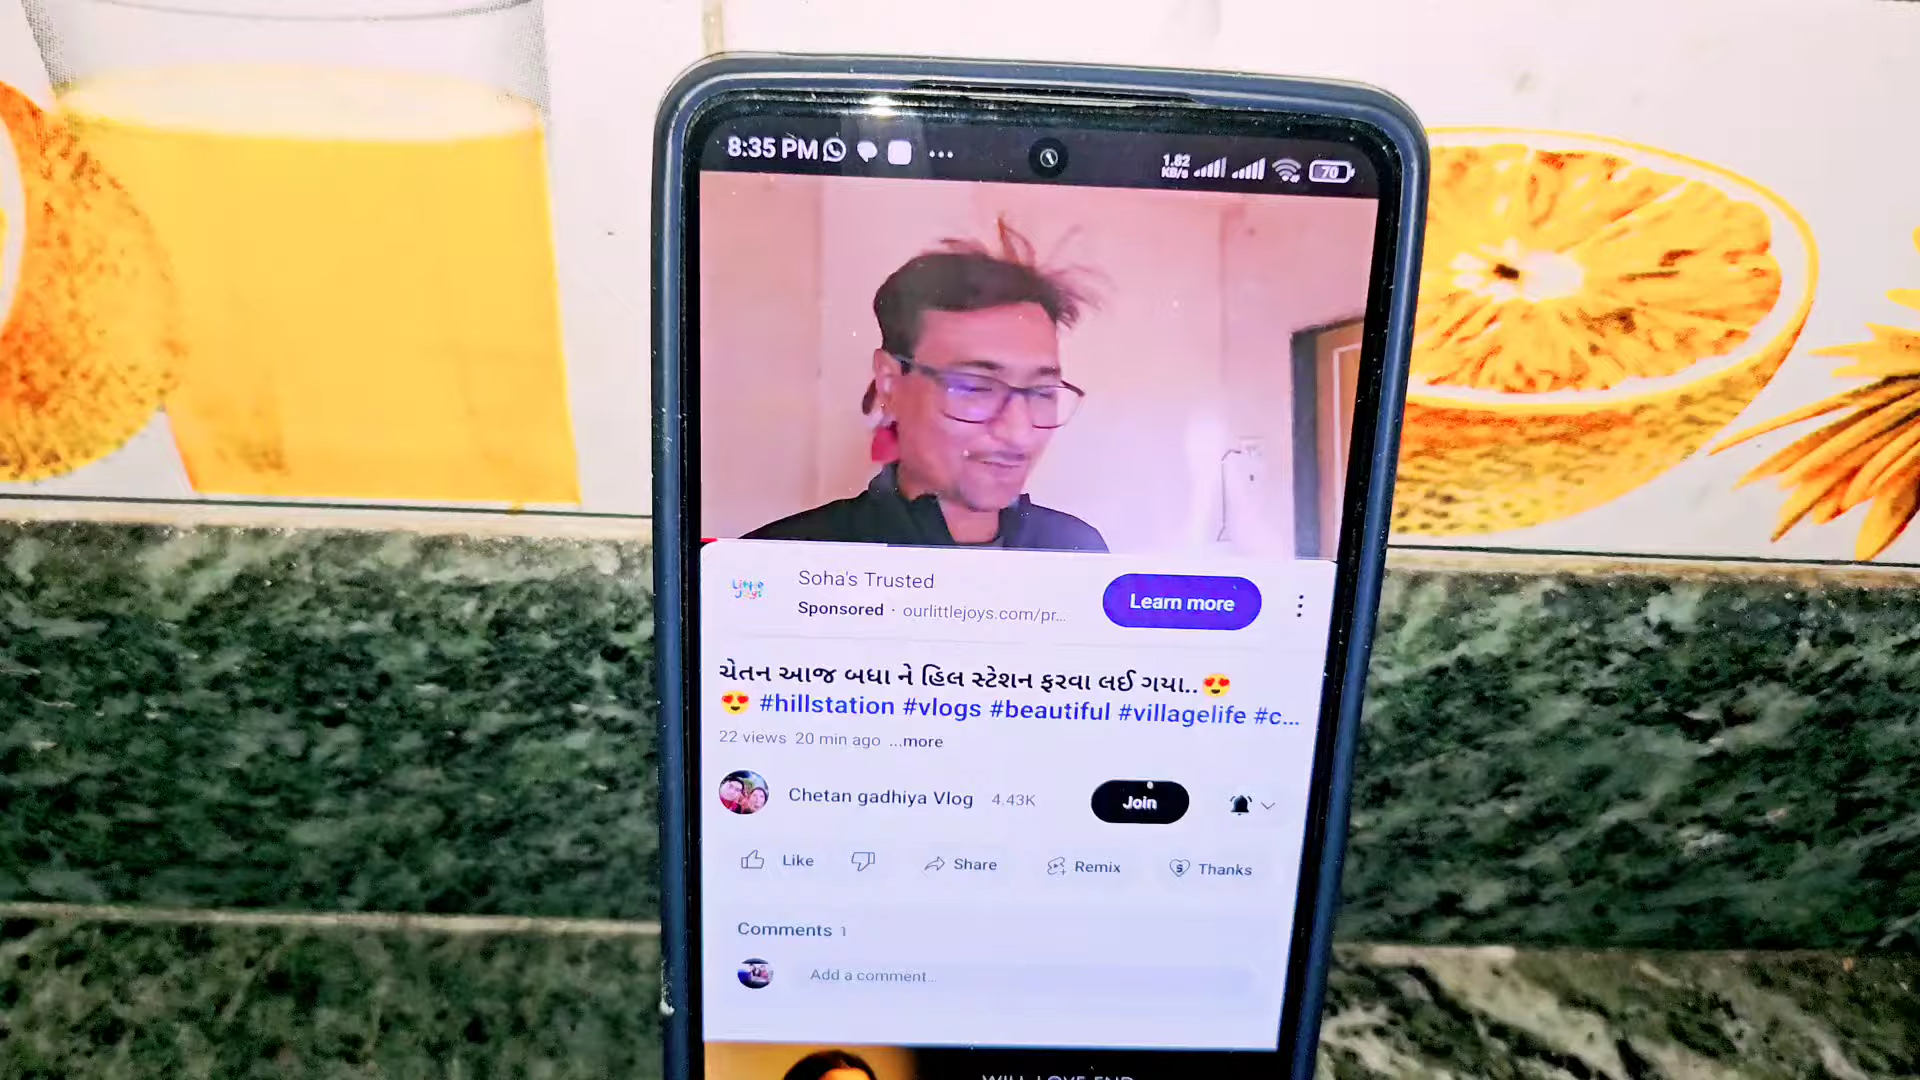 8:35 PM
1.82
KB/s
70
Little Joys
Soha's Trusted
Sponsored · ourlittlejoys.com/pr...
Learn more
ચેતન આજ બધા ને હિલ સ્ટેશન ફરવા લઈ ગયા..😍
😍 #hillstation #vlogs #beautiful #villagelife #c...
22 views 20 min ago ...more
Chetan gadhiya Vlog 4.43K
Join
Like
Share
Remix
Thanks
Comments 1
Add a comment...